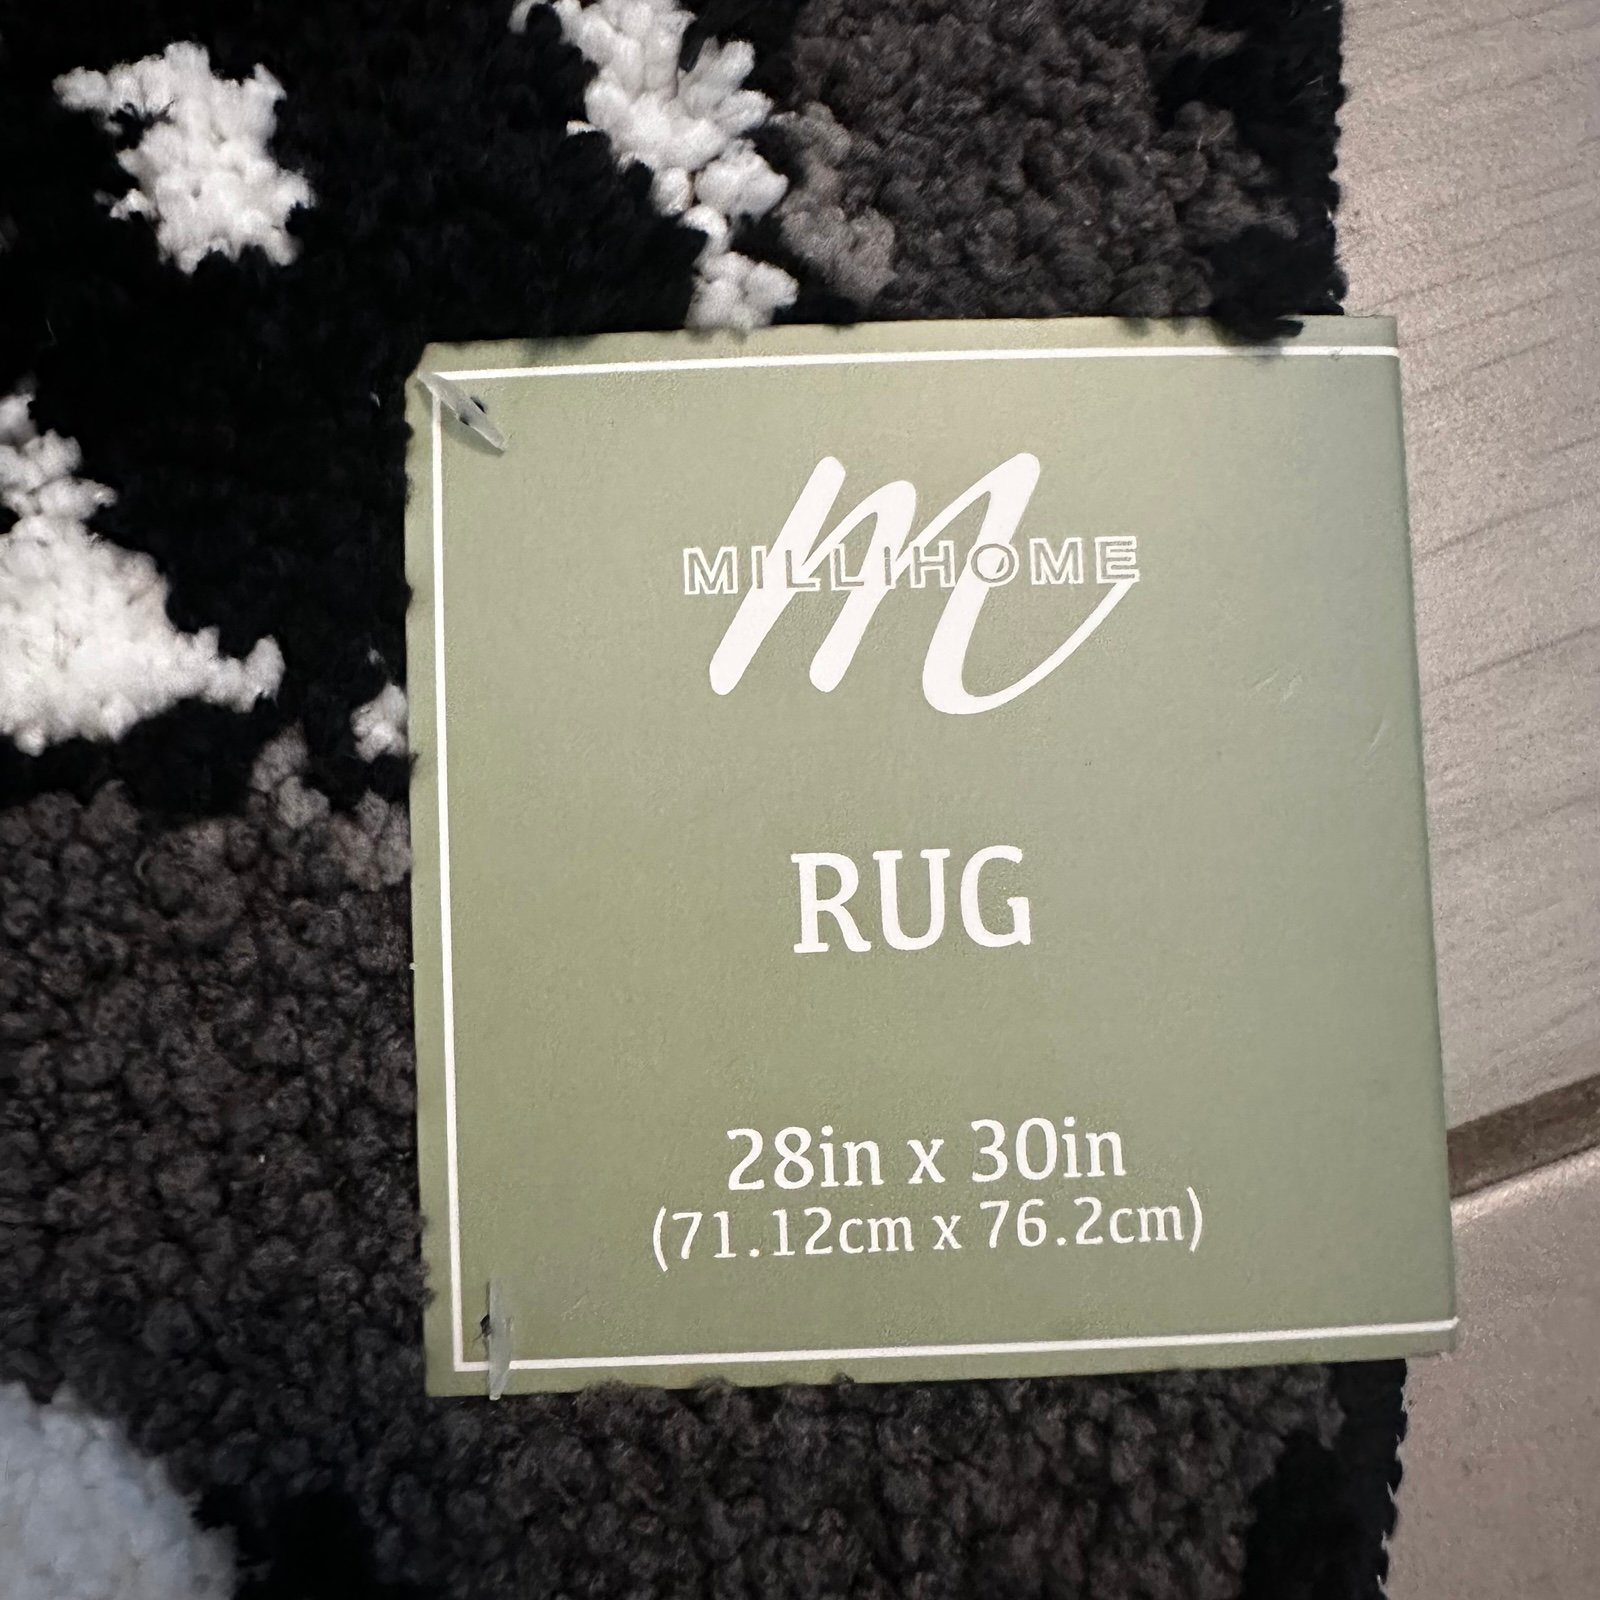 m
MILLIHOME
RUG
28in x 30in
(71.12cm x 76.2cm)